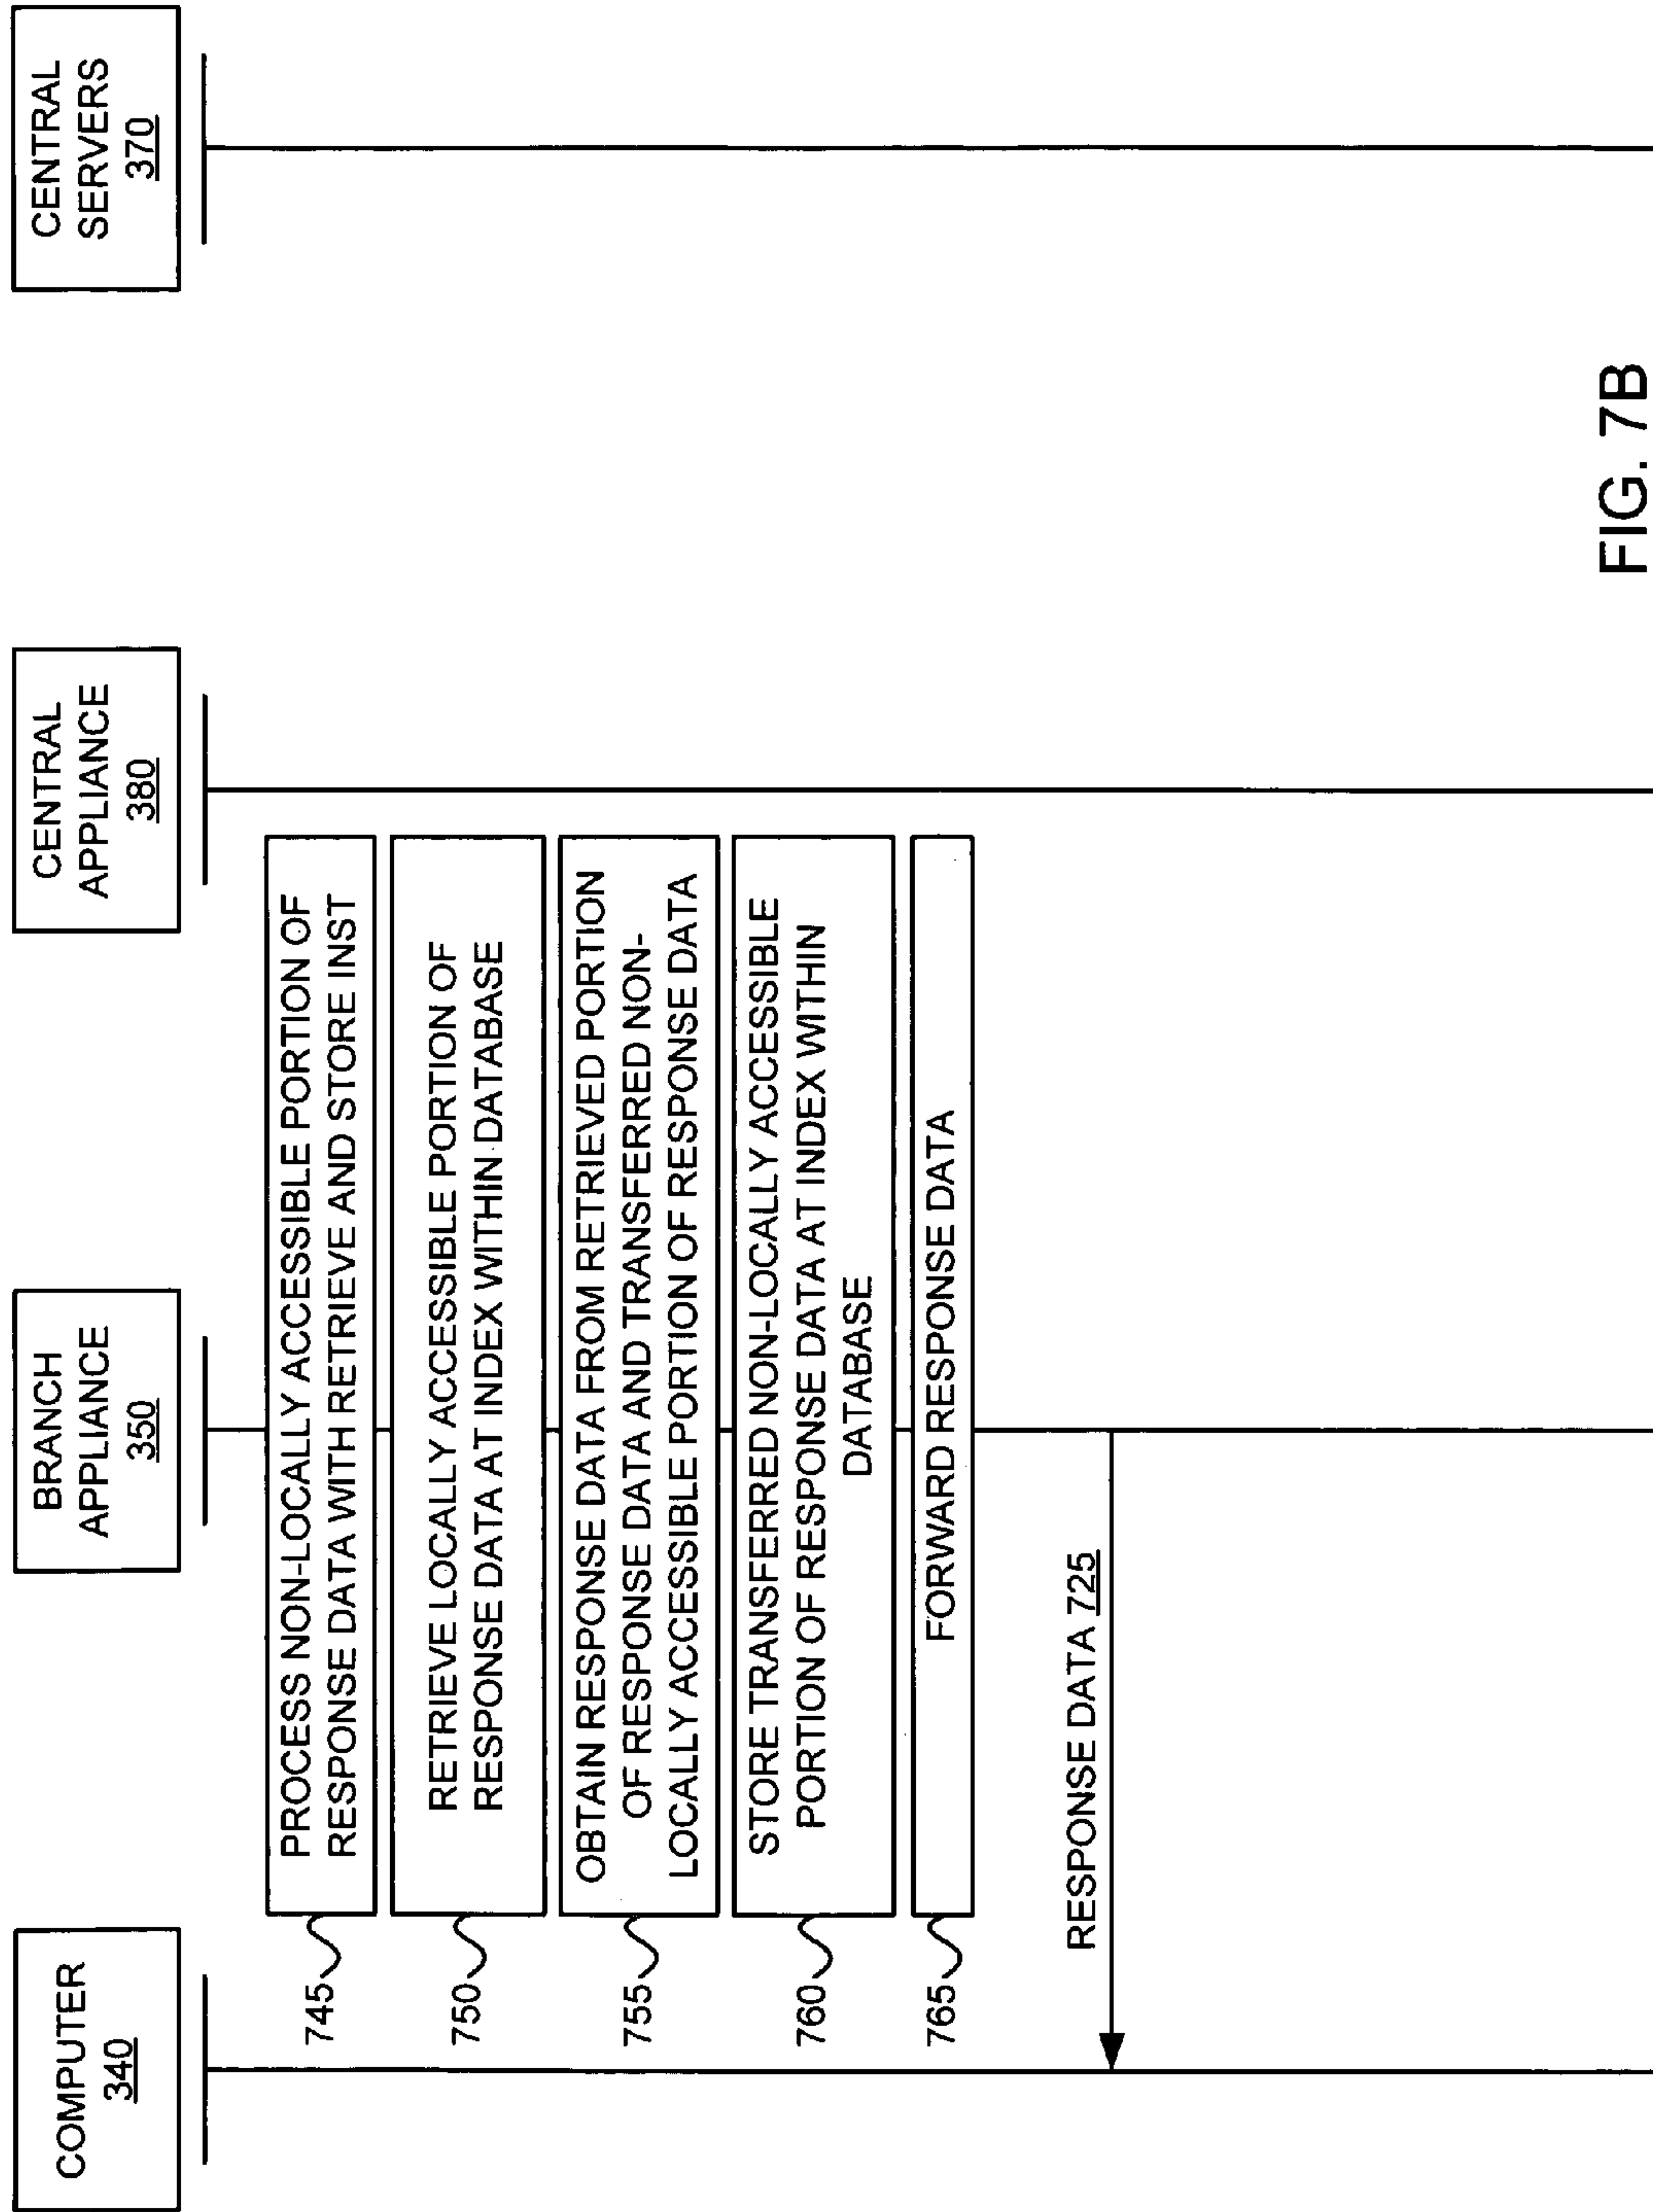 COMPUTER
340
BRANCH
APPLIANCE
350
CENTRAL
APPLIANCE
380
CENTRAL
SERVERS
370
745
PROCESS NON-LOCALLY ACCESSIBLE PORTION OF
RESPONSE DATA WITH RETRIEVE AND STORE INST
750
RETRIEVE LOCALLY ACCESSIBLE PORTION OF
RESPONSE DATA AT INDEX WITHIN DATABASE
755
OBTAIN RESPONSE DATA FROM RETRIEVED PORTION
OF RESPONSE DATA AND TRANSFERRED NON-
LOCALLY ACCESSIBLE PORTION OF RESPONSE DATA
760
STORE TRANSFERRED NON-LOCALLY ACCESSIBLE
PORTION OF RESPONSE DATA AT INDEX WITHIN
DATABASE
765
FORWARD RESPONSE DATA
RESPONSE DATA 725
FIG. 7B